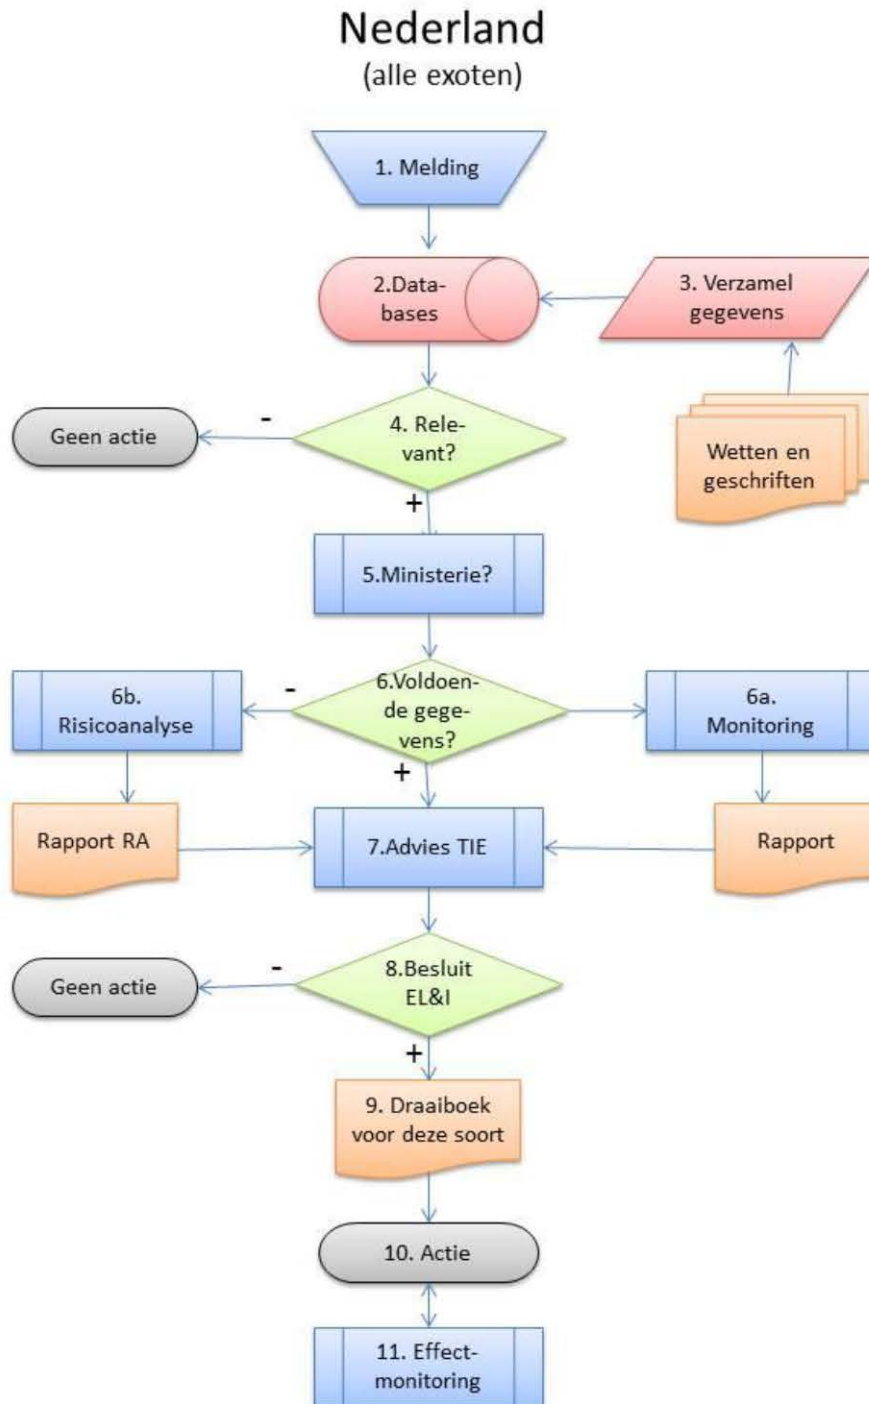 Nederland
(alle exoten)
1. Melding
2.Data-
bases
3. Verzamel
gegevens
Geen actie
-
4. Rele-
vant?
+
Wetten en
geschriften
5.Ministerie?
6b.
Risicoanalyse
-
6.Voldoen-
de gege-
vens?
+
6a.
Monitoring
Rapport RA
7.Advies TIE
Rapport
Geen actie
-
8.Besluit
EL&I
+
9. Draaiboek
voor deze soort
10. Actie
11. Effect-
monitoring